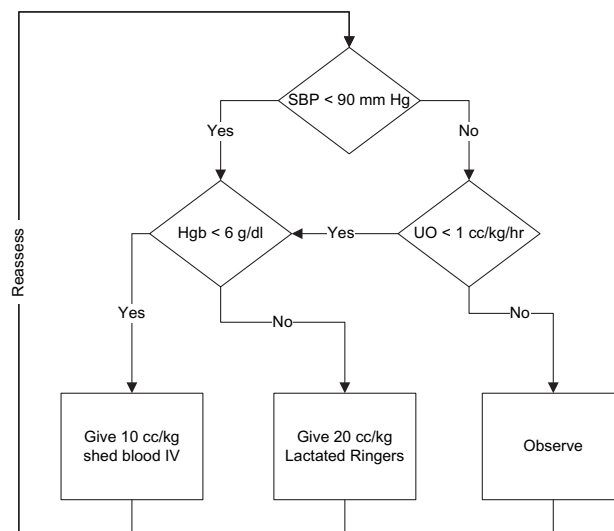 SBP < 90 mm Hg
Yes
No
Hgb < 6 g/dl
Yes
UO < 1 cc/kg/hr
Reassess
Yes
No
No
Give 10 cc/kg
shed blood IV
Give 20 cc/kg
Lactated Ringers
Observe